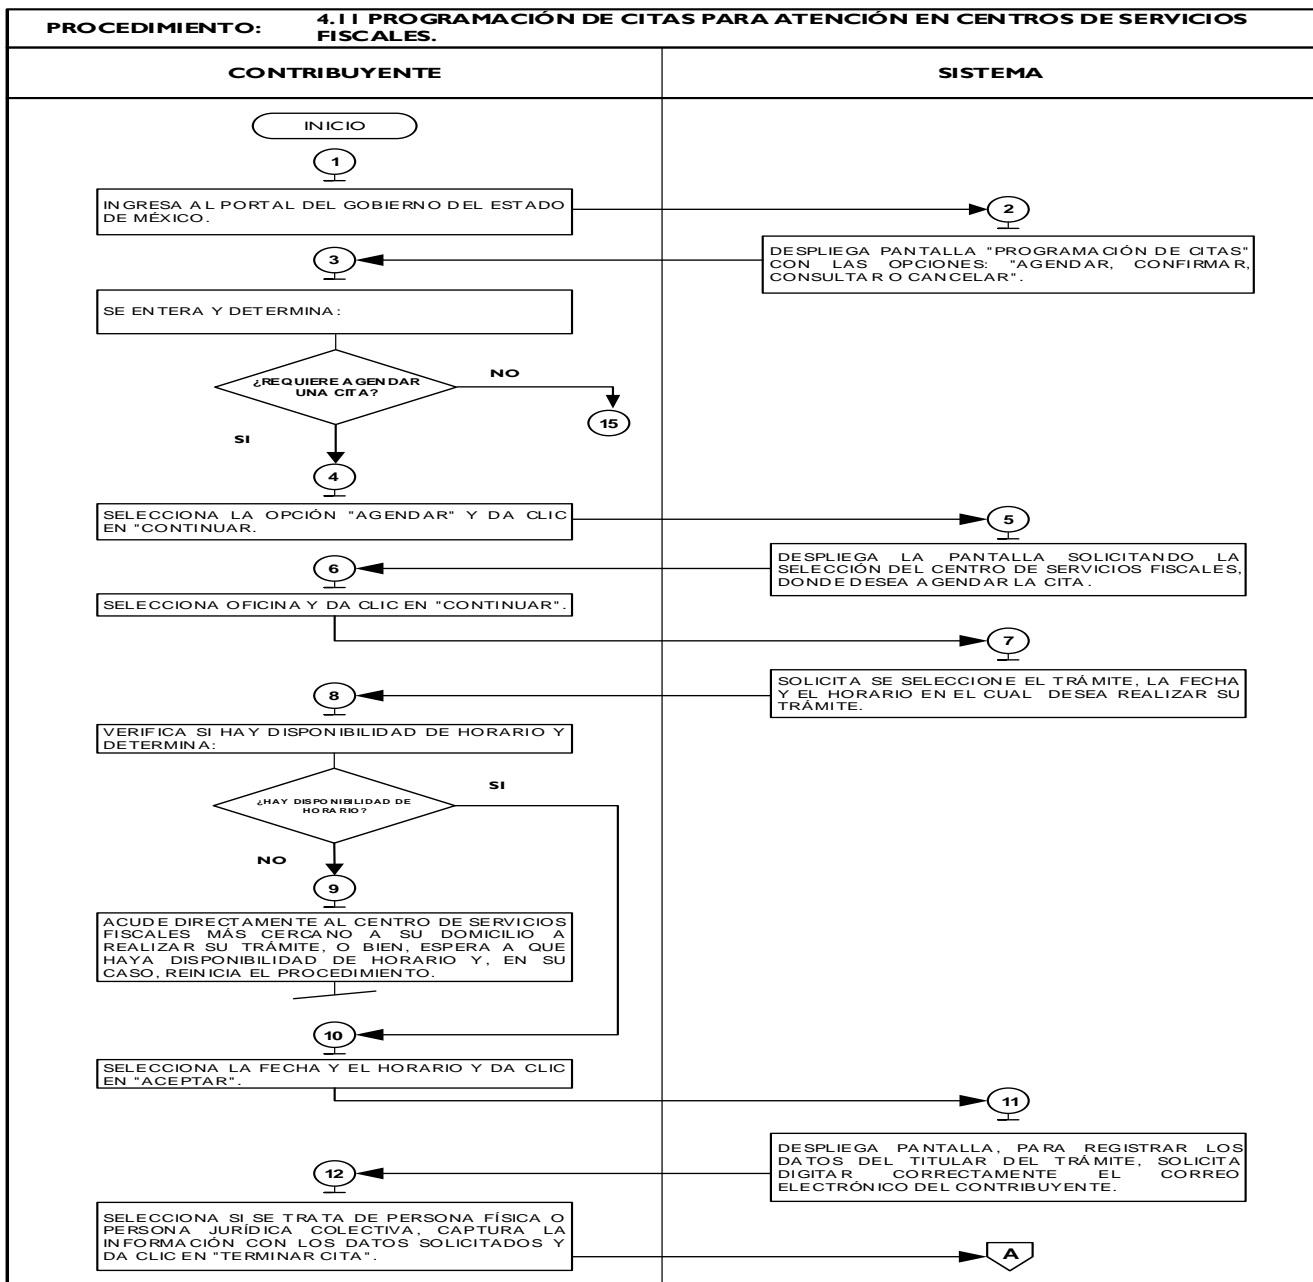 PROCEDIMIENTO:
4.11 PROGRAMACIÓN DE CITAS PARA ATENCIÓN EN CENTROS DE SERVICIOS
FISCALES.
CONTRIBUYENTE
SISTEMA
INICIO
1
INGRESA AL PORTAL DEL GOBIERNO DEL ESTADO
DE MÉXICO.
2
DESPLIEGA PANTALLA "PROGRAMACIÓN DE CITAS"
CON LAS OPCIONES: "AGENDAR, CONFIRMAR,
CONSULTAR O CANCELAR".
3
SE ENTERA Y DETERMINA:
¿REQUIERE AGENDAR
UNA CITA?
NO
15
SI
4
SELECCIONA LA OPCIÓN "AGENDAR" Y DA CLIC
EN "CONTINUAR.
5
DESPLIEGA LA PANTALLA SOLICITANDO LA
SELECCIÓN DEL CENTRO DE SERVICIOS FISCALES,
DONDE DESEA AGENDAR LA CITA.
6
SELECCIONA OFICINA Y DA CLIC EN "CONTINUAR".
7
SOLICITA SE SELECCIONE EL TRÁMITE, LA FECHA
Y EL HORARIO EN EL CUAL DESEA REALIZAR SU
TRÁMITE.
8
VERIFICA SI HAY DISPONIBILIDAD DE HORARIO Y
DETERMINA:
¿HAY DISPONIBILIDAD DE
HORARIO?
SI
NO
9
ACUDE DIRECTAMENTE AL CENTRO DE SERVICIOS
FISCALES MÁS CERCANO A SU DOMICILIO A
REALIZAR SU TRÁMITE, O BIEN, ESPERA A QUE
HAYA DISPONIBILIDAD DE HORARIO Y, EN SU
CASO, REINICIA EL PROCEDIMIENTO.
10
SELECCIONA LA FECHA Y EL HORARIO Y DA CLIC
EN "ACEPTAR".
11
DESPLIEGA PANTALLA, PARA REGISTRAR LOS
DATOS DEL TITULAR DEL TRÁMITE, SOLICITA
DIGITAR CORRECTAMENTE EL CORREO
ELECTRÓNICO DEL CONTRIBUYENTE.
12
SELECCIONA SI SE TRATA DE PERSONA FÍSICA O
PERSONA JURÍDICA COLECTIVA, CAPTURA LA
INFORMACIÓN CON LOS DATOS SOLICITADOS Y
DA CLIC EN "TERMINAR CITA".
A